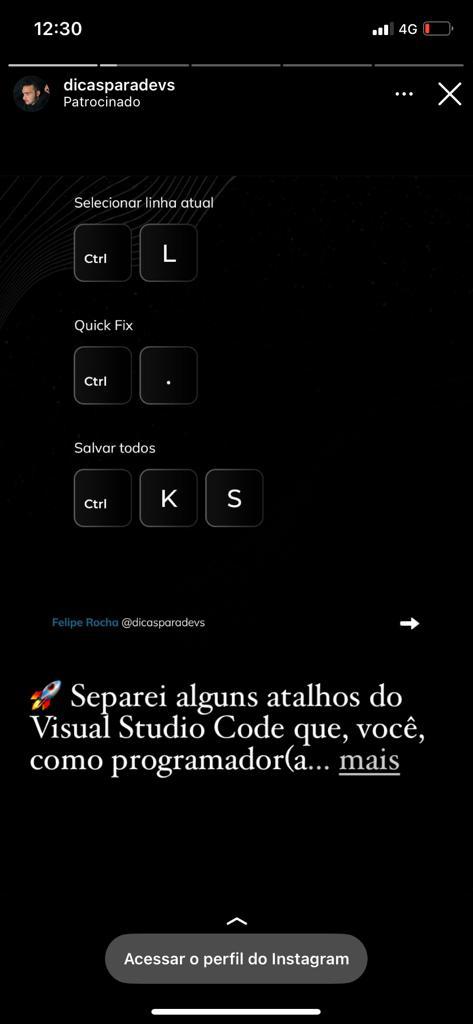 12:30
4G
dicasparadevs
Patrocinado
Selecionar linha atual
Ctrl L
Quick Fix
Ctrl .
Salvar todos
Ctrl K S
Felipe Rocha @dicasparadevs
🚀 Separei alguns atalhos do
Visual Studio Code que, você,
como programador(a... mais
Acessar o perfil do Instagram